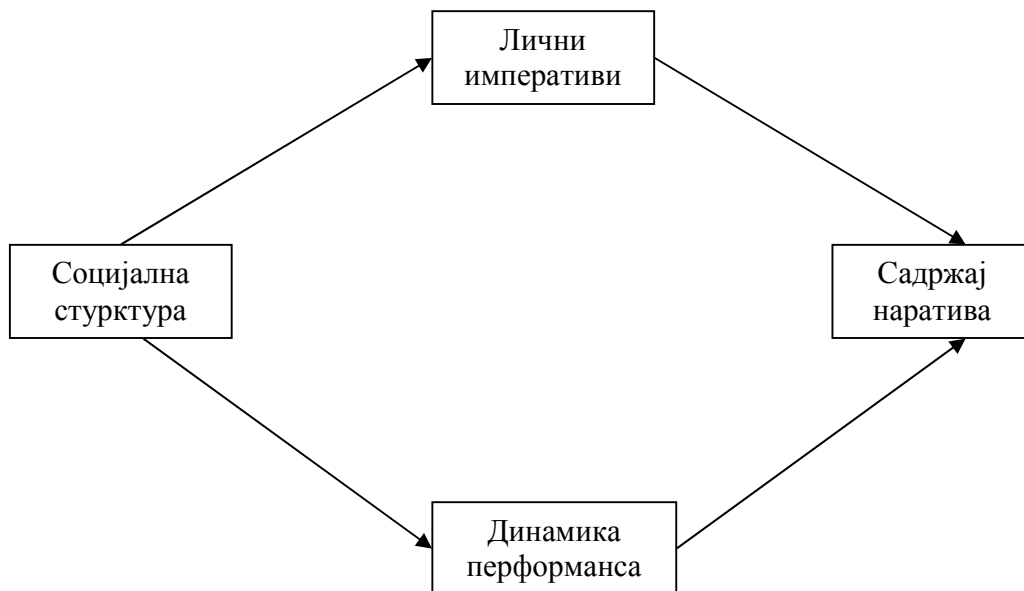 Лични
императиви
Социјална
стурктура
Садржај
наратива
Динамика
перформанса